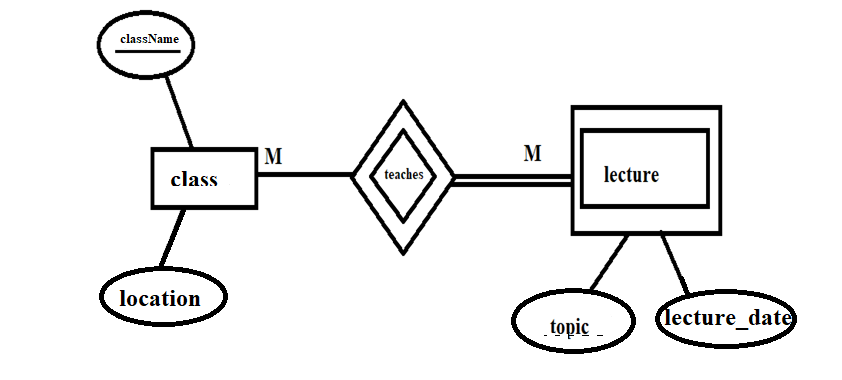 className
class
M
teaches
M
lecture
location
topic
lecture_date